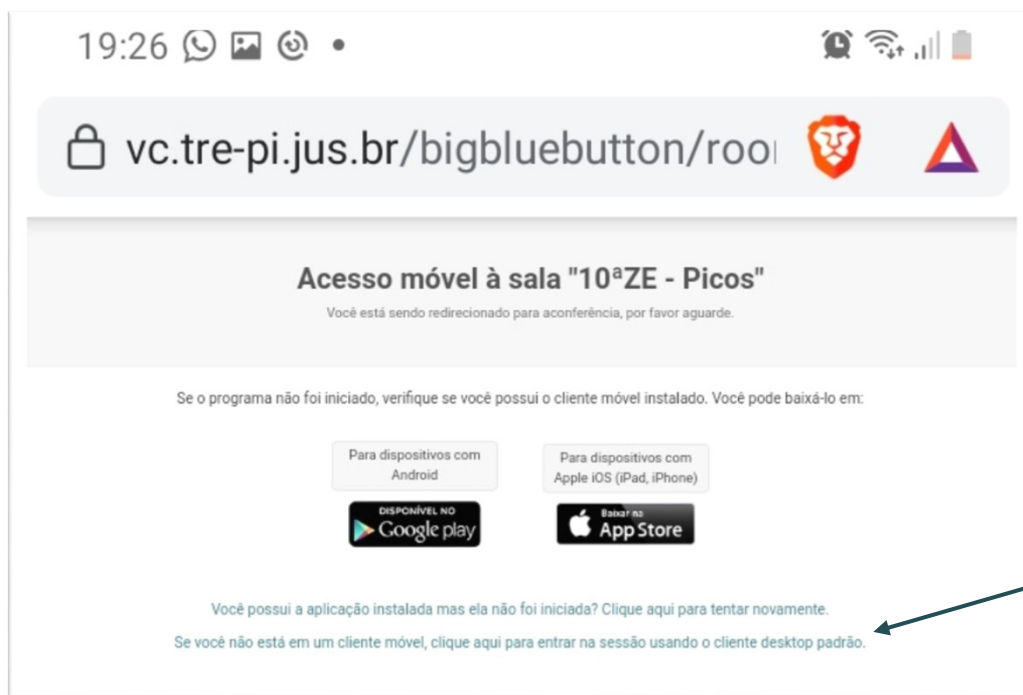 19:26
vc.tre-pi.jus.br/bigbluebutton/roo
Acesso móvel à sala "10ªZE - Picos"
Você está sendo redirecionado para aconferência, por favor aguarde.
Se o programa não foi iniciado, verifique se você possui o cliente móvel instalado. Você pode baixá-lo em:
Para dispositivos com
Android
Para dispositivos com
Apple iOS (iPad, iPhone)
DISPONÍVEL NO
Google play
Baixar na
App Store
Você possui a aplicação instalada mas ela não foi iniciada? Clique aqui para tentar novamente.
Se você não está em um cliente móvel, clique aqui para entrar na sessão usando o cliente desktop padrão.